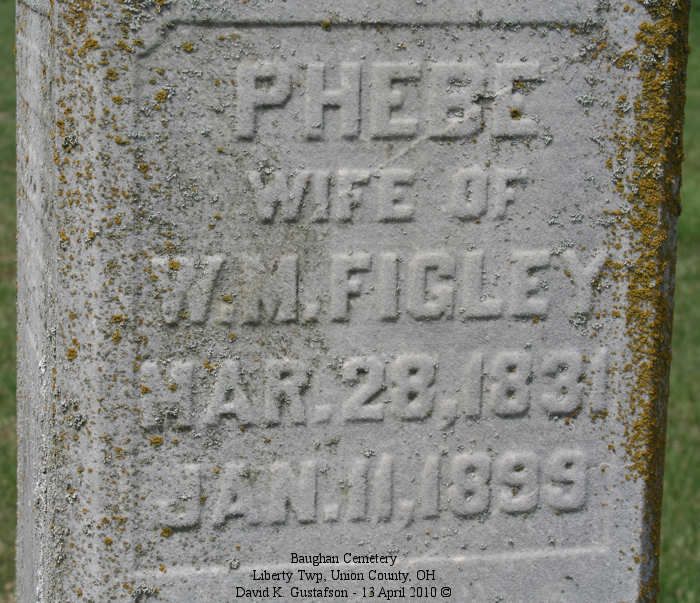 PHEBE
WIFE OF
W.M. FIGLEY
MAR. 28, 1831
JAN. 11, 1899
Baughan Cemetery
Liberty Twp, Union County, OH
David K. Gustafson - 13 April 2010 ©